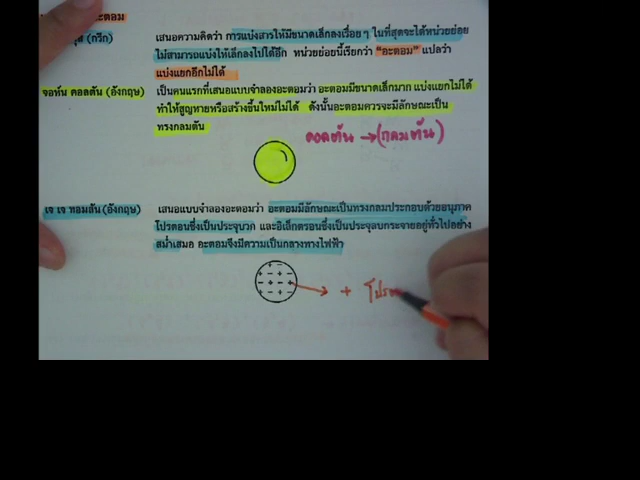 อะตอม
(กรีก) เสนอความคิดว่า การแบ่งสารให้มีขนาดเล็กลงเรื่อย ๆ ในที่สุดจะได้หน่วยย่อย
ไม่สามารถแบ่งให้เล็กลงไปได้อีก หน่วยย่อยนี้เรียกว่า “อะตอม” แปลว่า
แบ่งแยกอีกไม่ได้
จอห์น ดอลตัน (อังกฤษ) เป็นคนแรกที่เสนอแบบจำลองอะตอมว่า อะตอมมีขนาดเล็กมาก แบ่งแยกไม่ได้
ทำให้สูญหายหรือสร้างขึ้นใหม่ไม่ได้ ดังนั้นอะตอมควรจะมีลักษณะเป็น
ทรงกลมตัน
ดอลตัน →(กลมตัน)
เจ เจ ทอมสัน (อังกฤษ) เสนอแบบจำลองอะตอมว่า อะตอมมีลักษณะเป็นทรงกลมประกอบด้วยอนุภาค
โปรตอนซึ่งเป็นประจุบวก และอิเล็กตรอนซึ่งเป็นประจุลบกระจายอยู่ทั่วไปอย่าง
สม่ำเสมอ อะตอมจึงมีความเป็นกลางทางไฟฟ้า
+ โปร